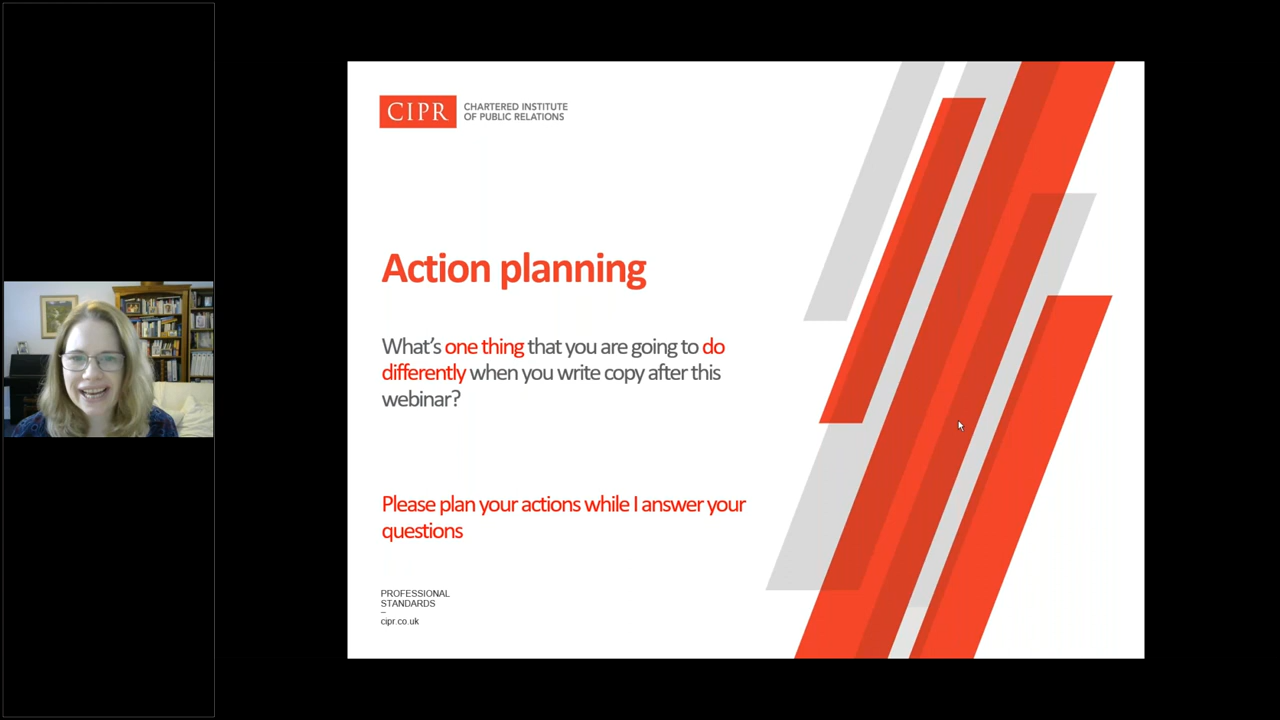 CIPR
CHARTERED INSTITUTE
OF PUBLIC RELATIONS
Action planning
What's one thing that you are going to do
differently when you write copy after this
webinar?
Please plan your actions while I answer your
questions
PROFESSIONAL
STANDARDS
–
cipr.co.uk